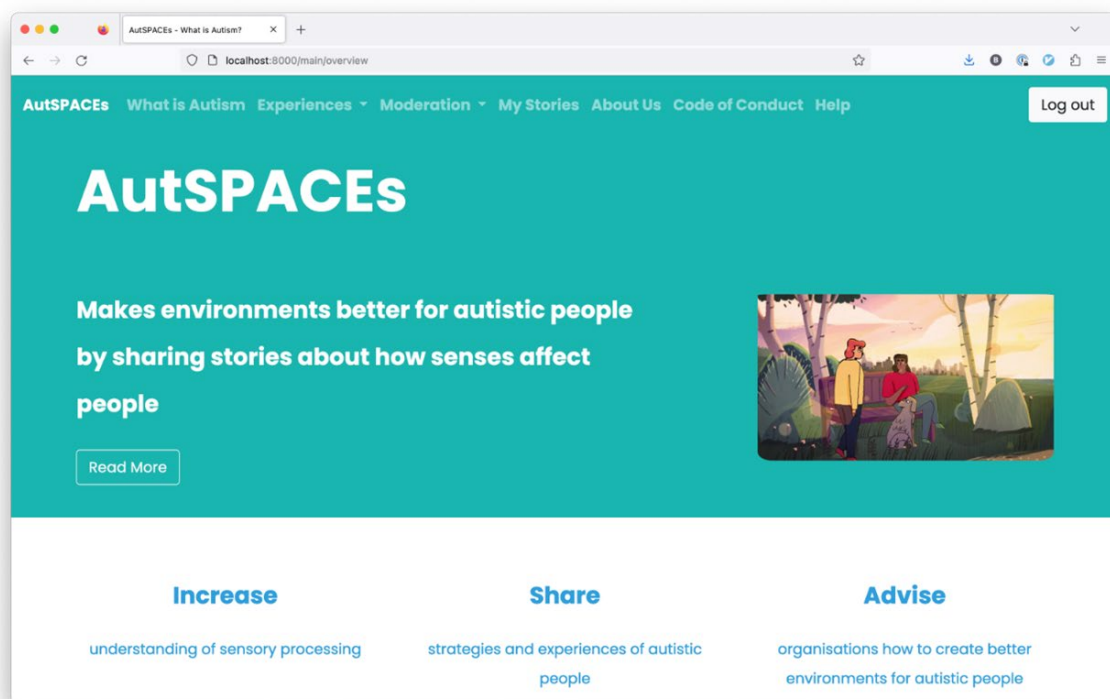 AutSPACEs - What is Autism?
localhost:8000/main/overview
AutSPACEs What is Autism Experiences Moderation My Stories About Us Code of Conduct Help Log out
AutSPACEs
Makes environments better for autistic people
by sharing stories about how senses affect
people
Read More
Increase
understanding of sensory processing
Share
strategies and experiences of autistic
people
Advise
organisations how to create better
environments for autistic people